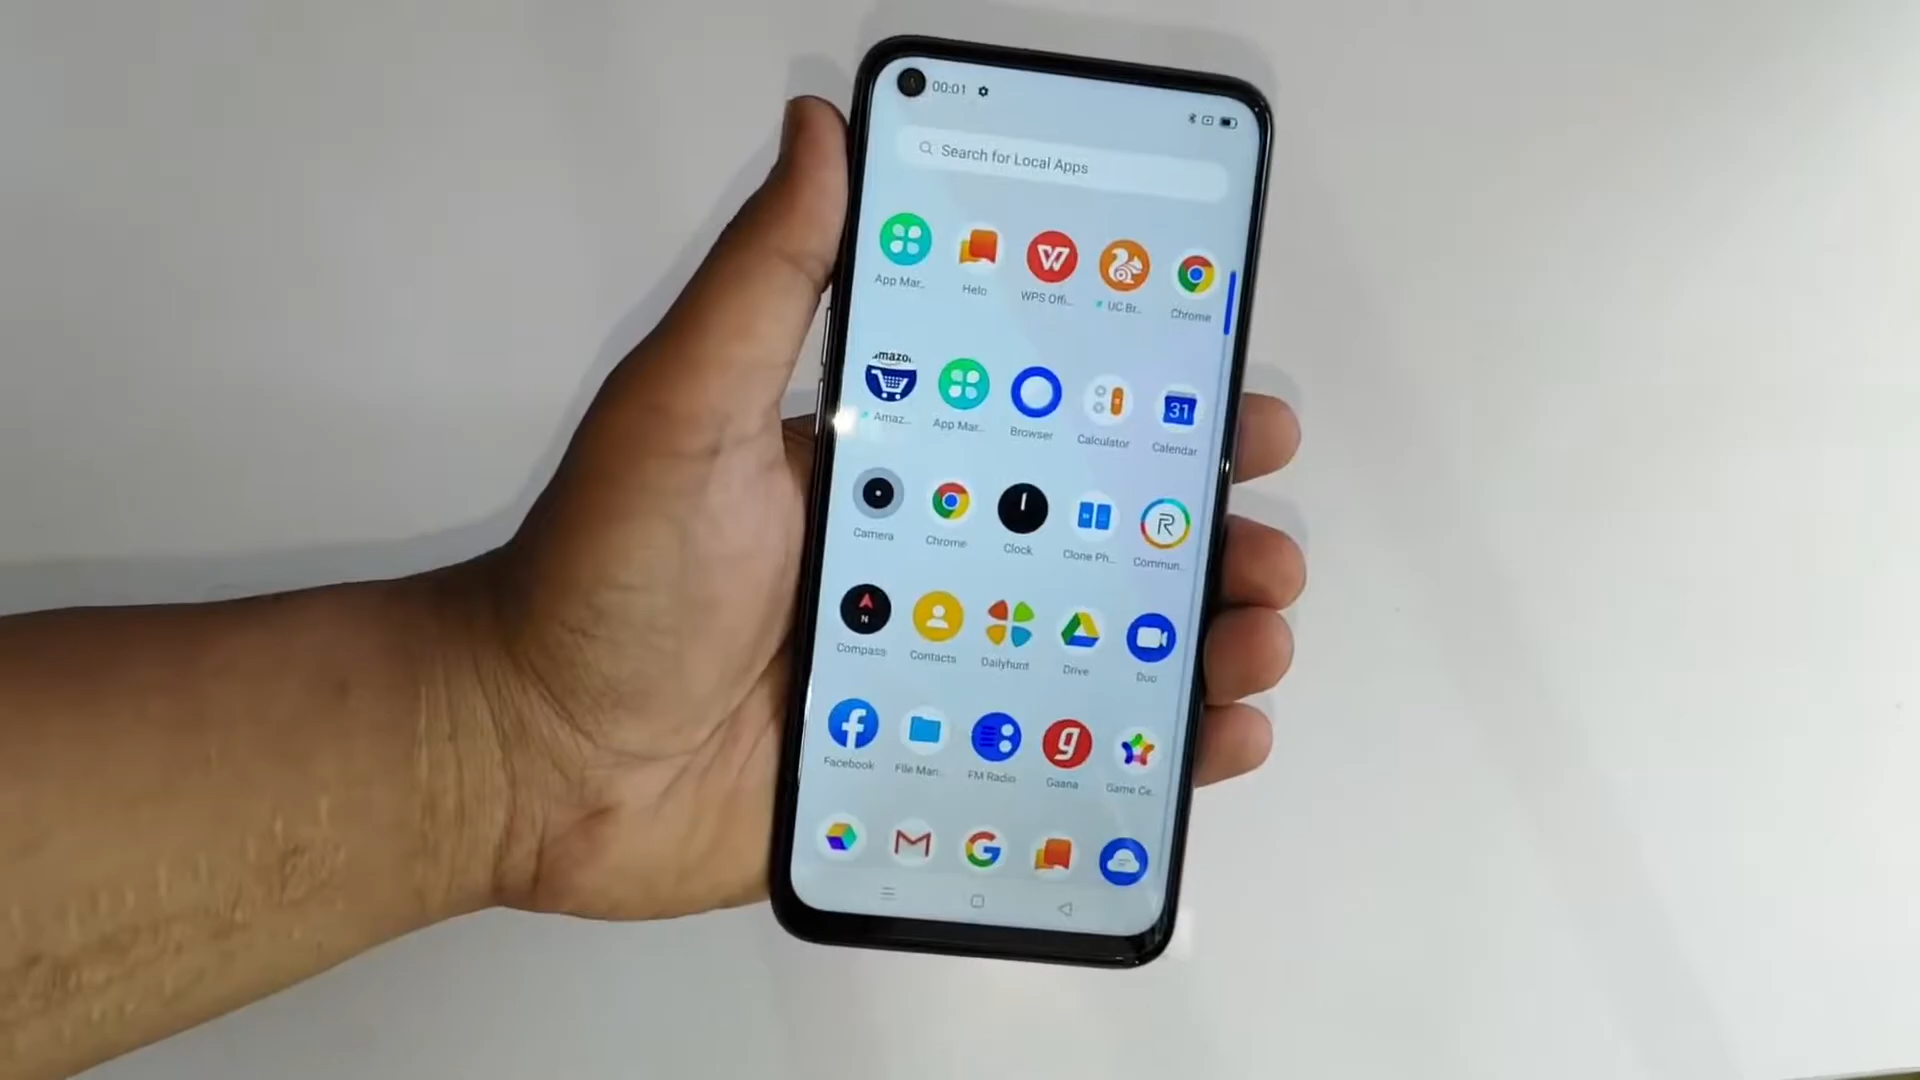 00:01
Search for Local Apps
App Mar..
Helo
WPS Offi...
UC Br..
Chrome
amazon
Amaz...
App Mar..
Browser
Calculator
31
Calendar
Camera
Chrome
Clock
Clone Ph...
R
Commun..
N
Compass
Contacts
Dailyhunt
Drive
Duo
Facebook
File Man..
FM Radio
g
Gaana
Game Ce..